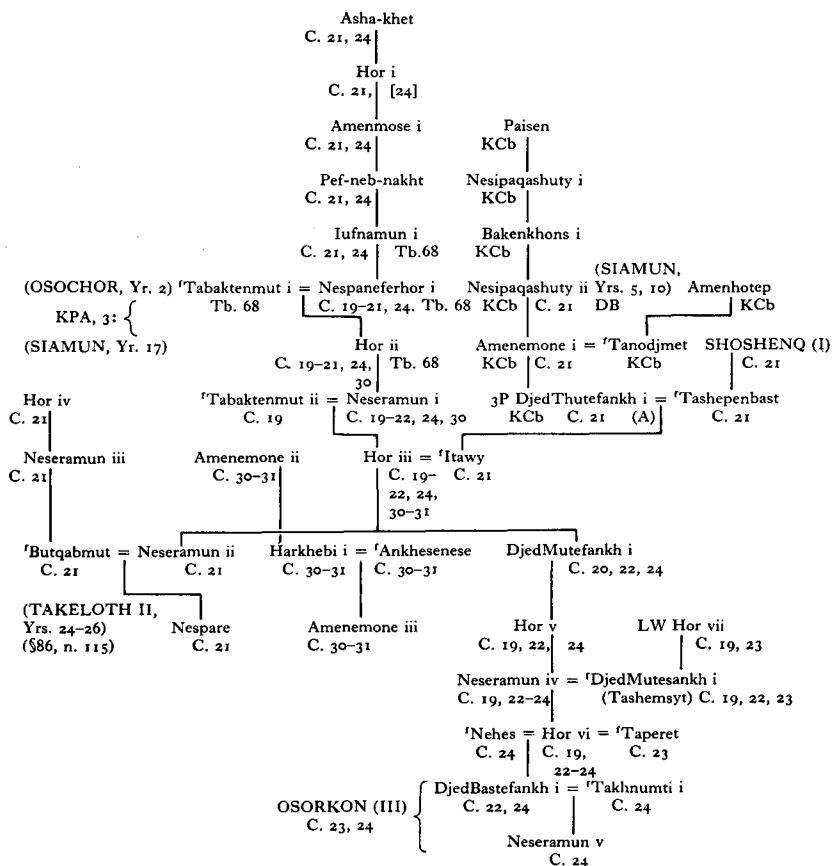 Asha-khet
C. 21, 24
Hor i
C. 21, [24]
Amenmose i Paisen
C. 21, 24 KCb
Pef-neb-nakht Nesipaqashuty i
C. 21, 24 KCb
Iufnamun i Bakenkhons i
C. 21, 24 Tb.68 KCb (SIAMUN,
(OSOCHOR, Yr. 2) ᶠTabaktenmut i = Nespaneferhor i Nesipaqashuty ii Yrs. 5, 10) Amenhotep
Tb. 68 C. 19-21, 24. Tb. 68 KCb C. 21 DB KCb
KPA, 3: {
(SIAMUN, Yr. 17) Hor ii Amenemone i = ᶠTanodjmet SHOSHENQ (I)
C. 19-21, 24, Tb. 68 KCb C. 21 KCb C. 21
30
Hor iv ᶠTabaktenmut ii = Neseramun i 3P DjedThutefankh i = ᶠTashepenbast
C. 21 C. 19 C. 19-22, 24, 30 KCb C. 21 (A) C. 21
Neseramun iii Amenemone ii Hor iii = ᶠItawy
C. 21 C. 30-31 C. 19- C. 21
22, 24,
30-31
ᶠButqabmut = Neseramun ii Harkhebi i = ᶠAnkhesenese DjedMutefankh i
C. 21 C. 21 C. 30-31 C. 30-31 C. 20, 22, 24
(TAKELOTH II,
Yrs. 24-26) Nespare Amenemone iii Hor v LW Hor vii
(§86, n. 115) C. 21 C. 30-31 C. 19, 22, 24 C. 19, 23
Neseramun iv = ᶠDjedMutesankh i
C. 19, 22-24 (Tashemsyt) C. 19, 22, 23
ᶠNehes = Hor vi = ᶠTaperet
C. 24 C. 19, C. 23
22-24
DjedBastefankh i = ᶠTakhnumti i
OSORKON (III) { C. 22, 24 C. 24
C. 23, 24
Neseramun v
C. 24